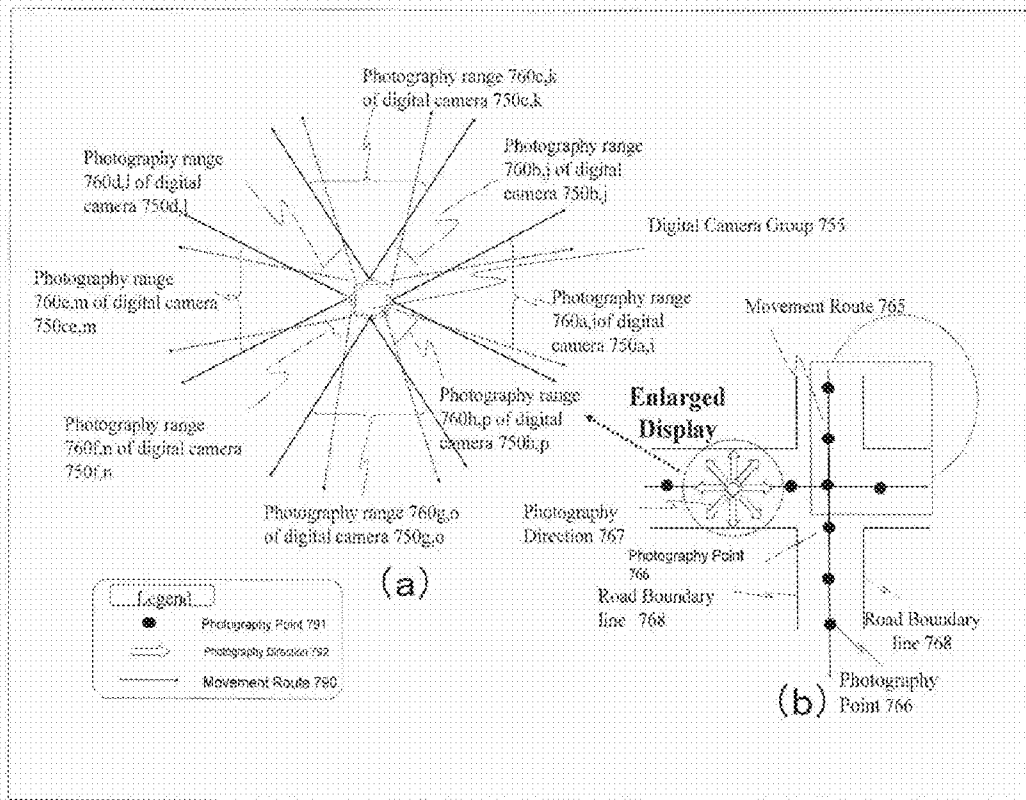 Photography range 760c,k
of digital camera 750c,k
Photography range
760d,l of digital
camera 750d,l
Photography range
760b,j of digital
camera 750b,j
Digital Camera Group 755
Photography range
760e,m of digital camera
750ce,m
Photography range
760a,iof digital
camera 750a,i
Movement Route 765
Photography range
760h,p of digital
camera 750h,p
Enlarged
Display
Photography range
760f,n of digital camera
750f,n
Photography range 760g,o
of digital camera 750g,o
Photography
Direction 767
Photography Point
766
(a)
Road Boundary
line 768
Road Boundary
line 768
Legend
Photography Point 791
Photography Direction 792
Movement Route 790
Photography
Point 766
(b)